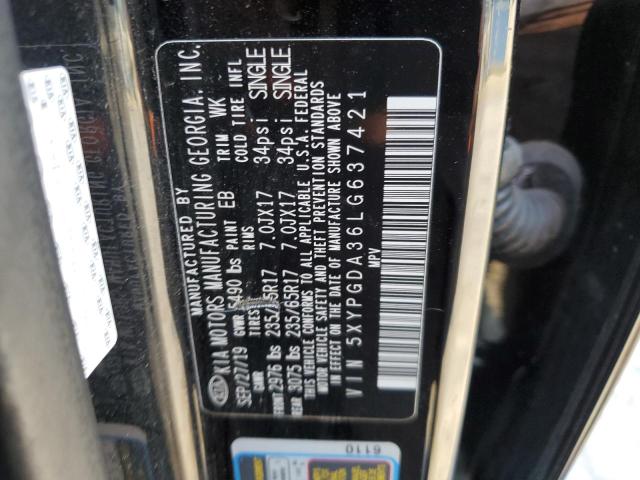 MANUFACTURED BY
KIA KIA MOTORS MANUFACTURING GEORGIA. INC.
SEP/27/19 PAINT EB TRIM WK
GWR 5490 lbs
GAWR TIRES RIMS COLD TIRE INFL
FRONT 2976 lbs 235/65R17 7.0JX17 34psi SINGLE
REAR 3075 lbs 235/65R17 7.0JX17 34psi SINGLE
THIS VEHICLE CONFORMS TO ALL APPLICABLE U.S.A. FEDERAL
MOTOR VEHICLE SAFETY AND THEFT PREVENTION STANDARDS
IN EFFECT ON THE DATE OF MANUFACTURE SHOWN ABOVE
VIN 5XYPGDA36LG637421
MPV
6110